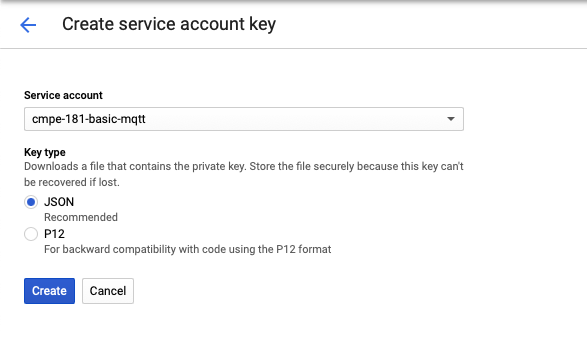 Create service account key
Service account
cmpe-181-basic-mqtt
Key type
Downloads a file that contains the private key. Store the file securely because this key can't
be recovered if lost.
JSON
Recommended
P12
For backward compatibility with code using the P12 format
Create Cancel